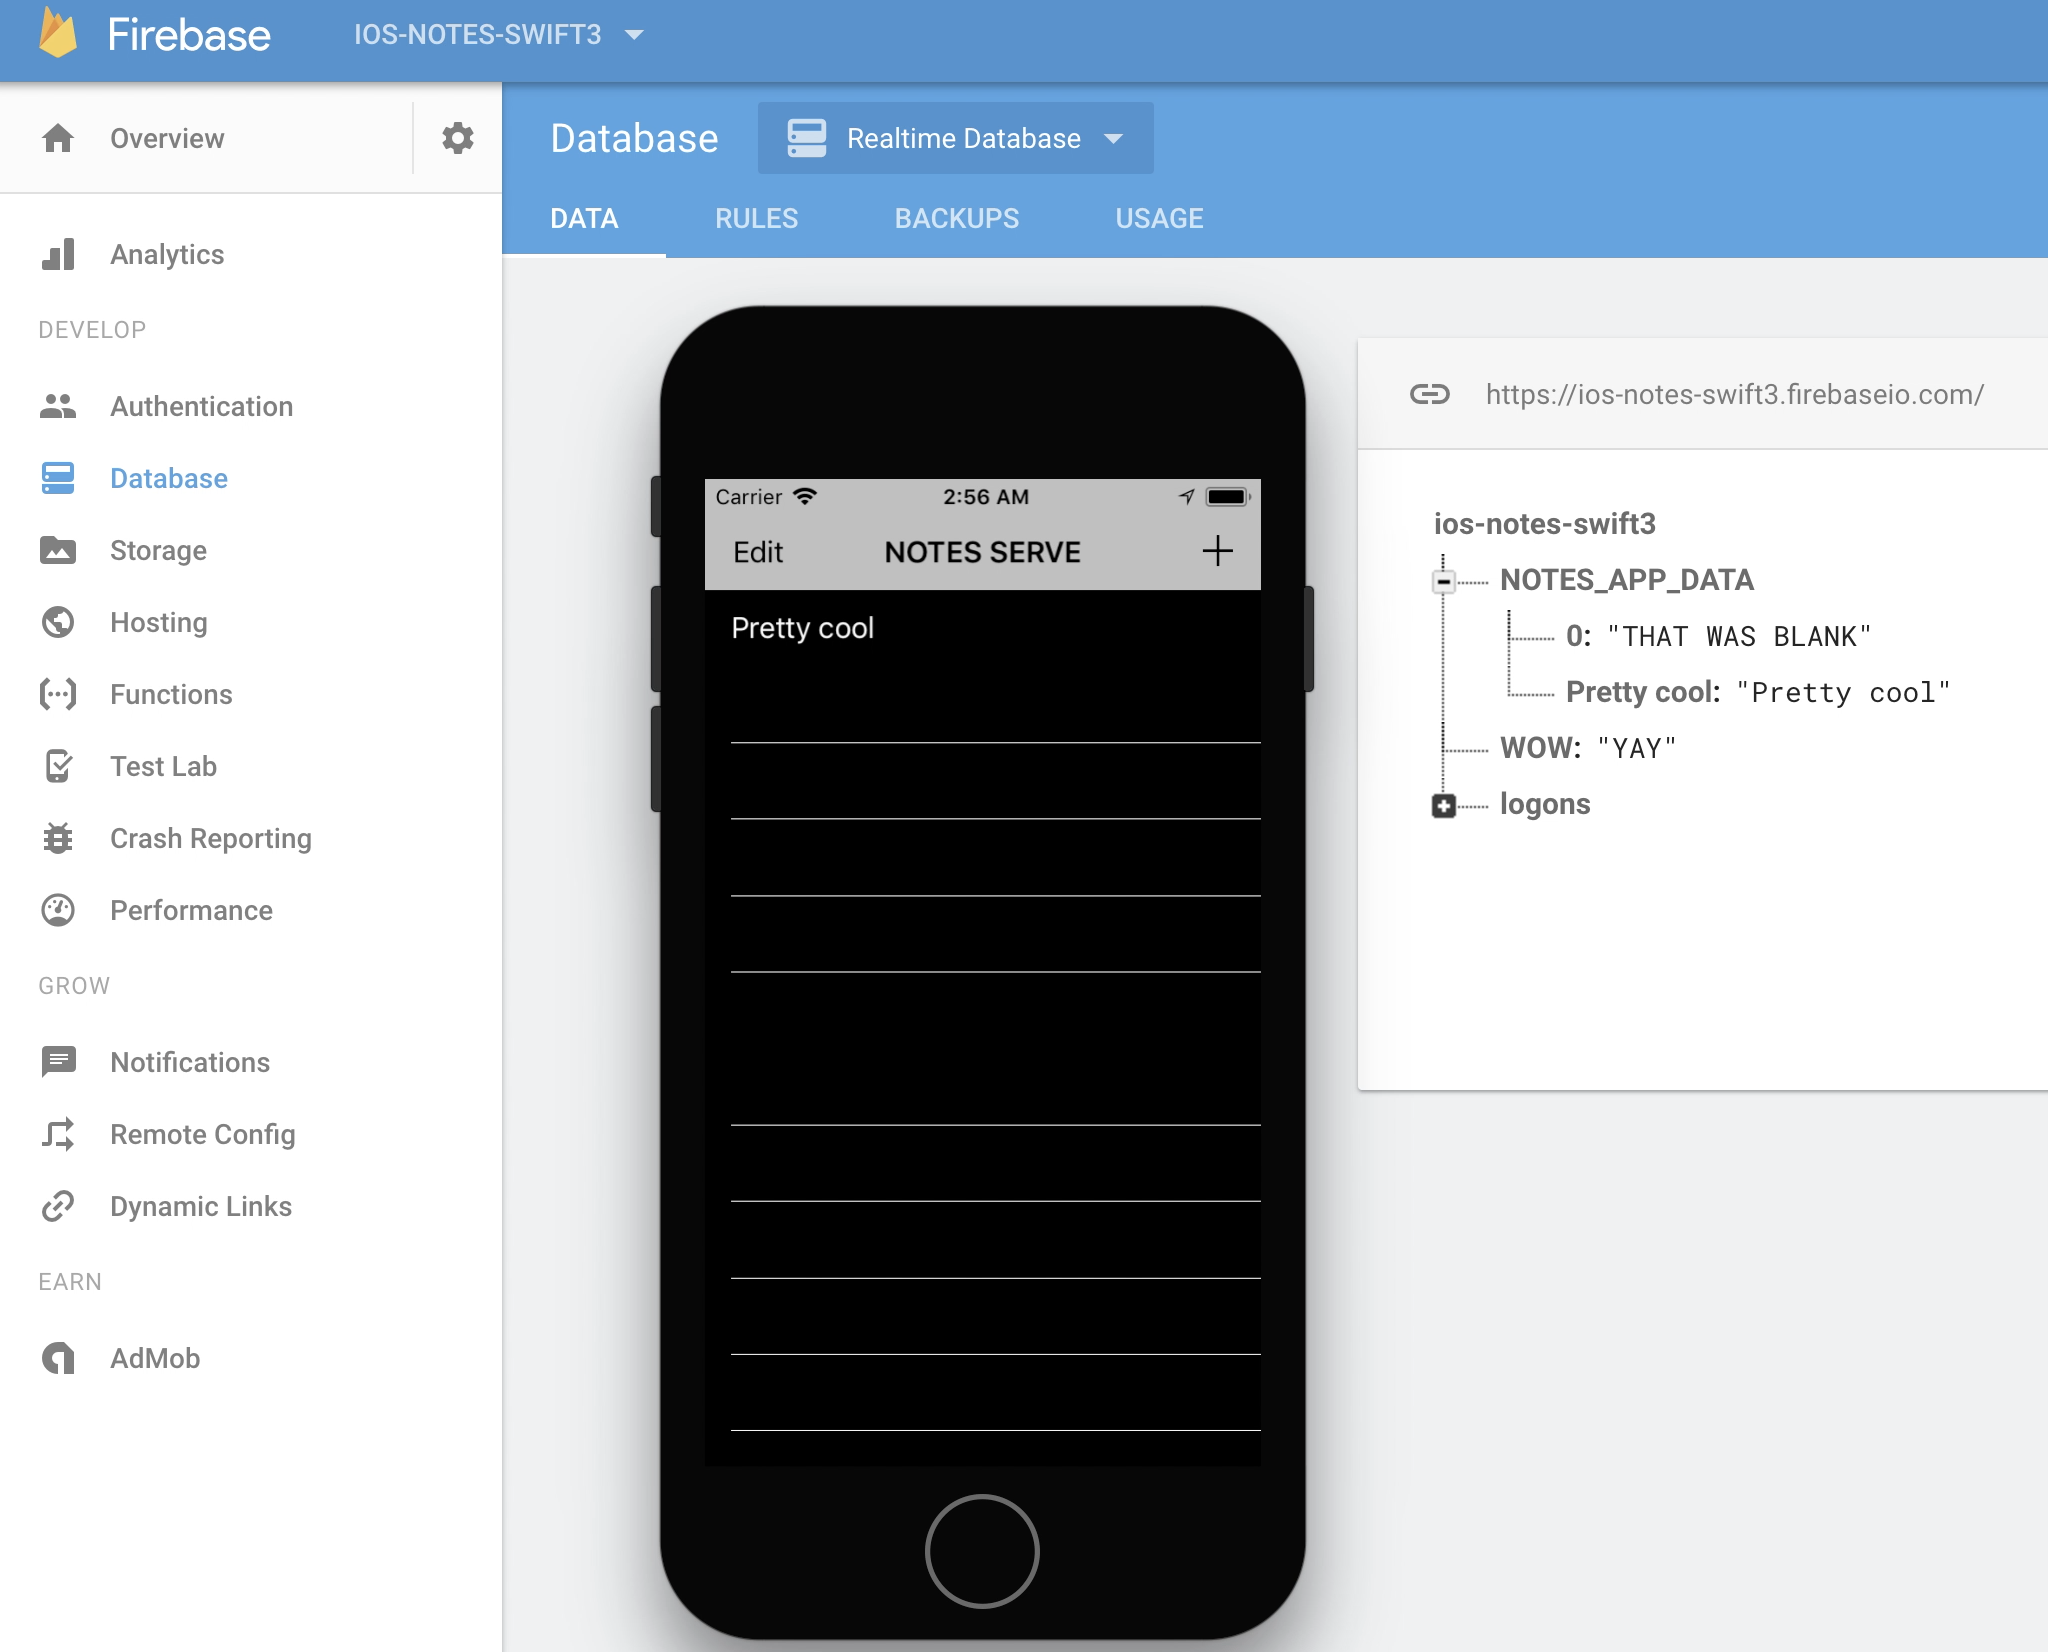 Firebase
IOS-NOTES-SWIFT3
Overview
Analytics
DEVELOP
Authentication
Database
Storage
Hosting
Functions
Test Lab
Crash Reporting
Performance
GROW
Notifications
Remote Config
Dynamic Links
EARN
AdMob
Database
Realtime Database
DATA RULES BACKUPS USAGE
Carrier 2:56 AM
Edit NOTES SERVE +
Pretty cool
https://ios-notes-swift3.firebaseio.com/
ios-notes-swift3
NOTES_APP_DATA
0: "THAT WAS BLANK"
Pretty cool: "Pretty cool"
WOW: "YAY"
logons